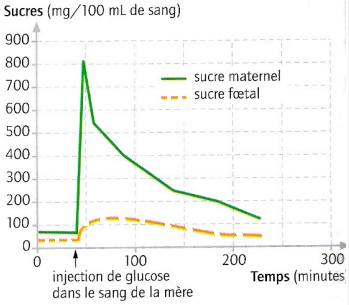 Sucres (mg/100 mL de sang)
900
800
700
600
500
400
300
200
100
0
sucre maternel
sucre fœtal
0
100
200
300
injection de glucose
dans le sang de la mère
Temps (minutes)